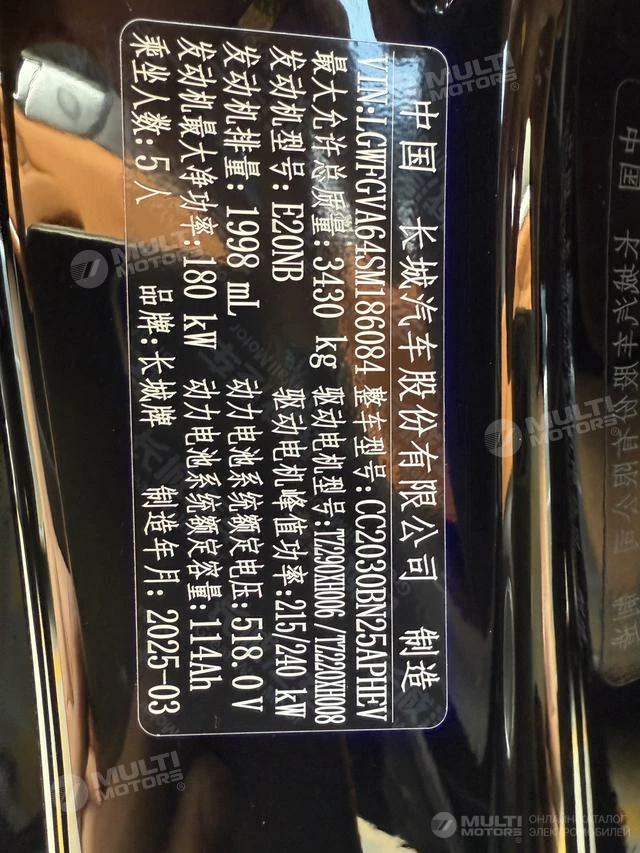 中国 长城汽车股份有限公司 制造
VIN:LGWFGVA64SM186084 整车型号:CC2030BN25APHEV
最大允许总质量:3430 kg 驱动电机型号:TZ290XH006/TZ220XH008
发动机型号:E20NB 驱动电机峰值功率:215/240 kW
发动机排量:1998 mL 动力电池系统额定电压:518.0V
发动机最大净功率:180 kW 动力电池系统额定容量:114Ah
乘坐人数:5人 品牌:长城牌 制造年月:2025-03
MULTI MOTORS®
MULTI MOTORS®
MULTI MOTORS®
MULTI MOTORS®
MULTI MOTORS® ОНЛАЙН-КАТАЛОГ ЭЛЕКТРОМОБИЛЕЙ